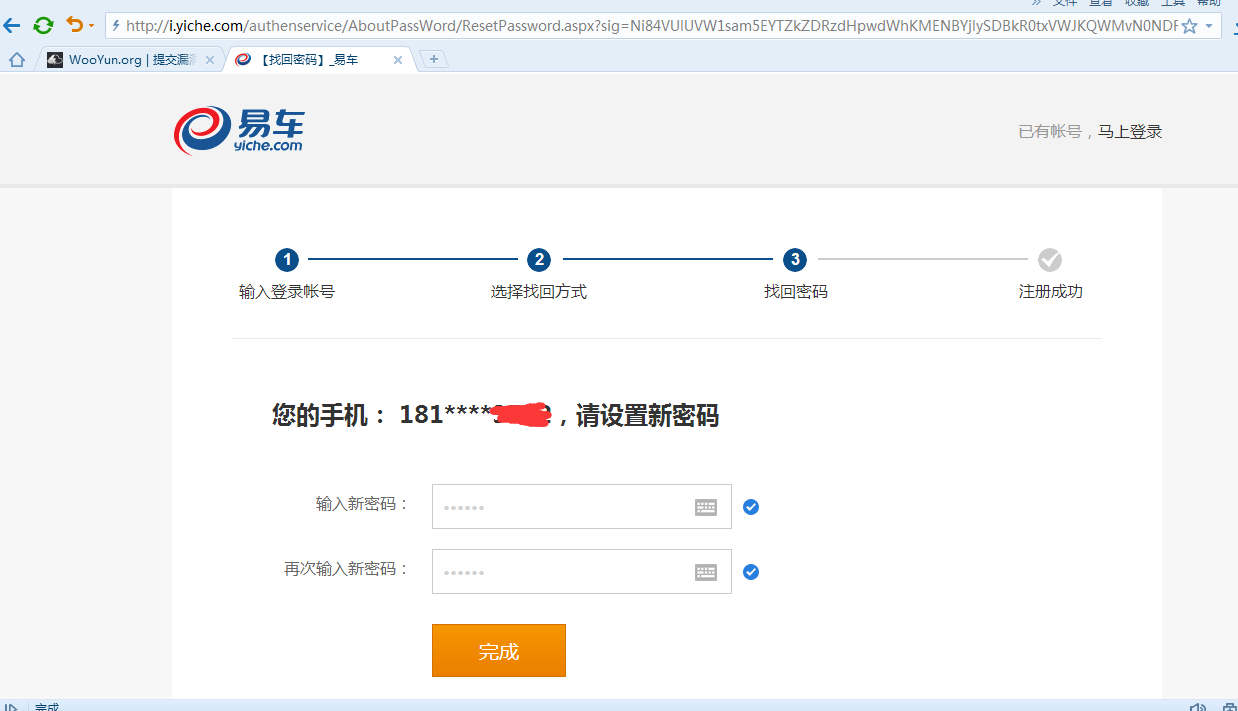 文件 查看 收藏 工具 帮助
http://i.yiche.com/authenservice/AboutPassWord/ResetPassword.aspx?sig=Ni84VUlUVW1sam5EYTZkZDRzdHpwdWhKMENBYjlySDBkR0txVWJKQWMvN0NDF
WooYun.org | 提交漏
【找回密码】_易车
易车
yiche.com
已有帐号，马上登录
1 2 3
输入登录帐号 选择找回方式 找回密码 注册成功
您的手机： 181****，请设置新密码
输入新密码：
再次输入新密码：
完成
完成